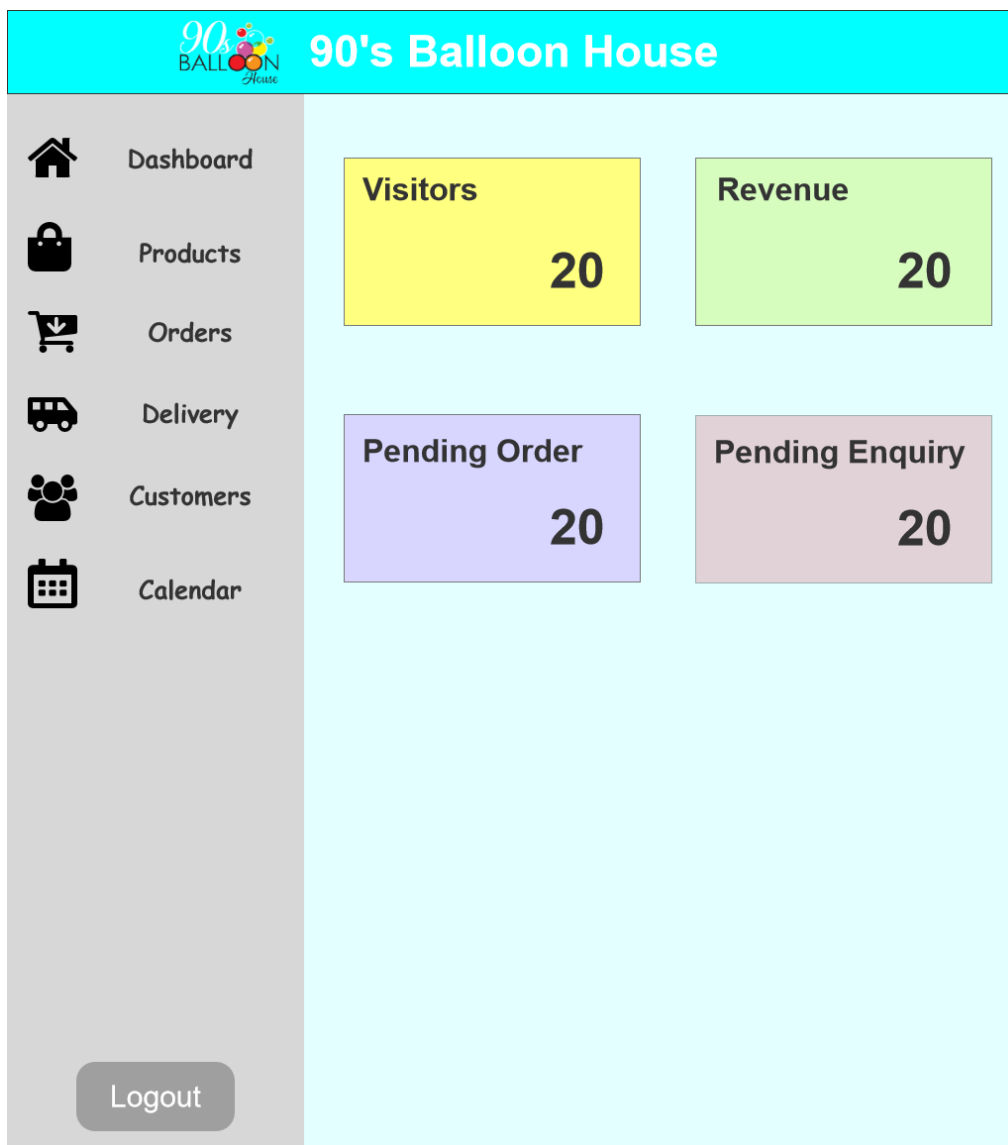 90's
BALLOON
House
90's Balloon House
Dashboard
Products
Orders
Delivery
Customers
Calendar
Logout
Visitors
20
Revenue
20
Pending Order
20
Pending Enquiry
20